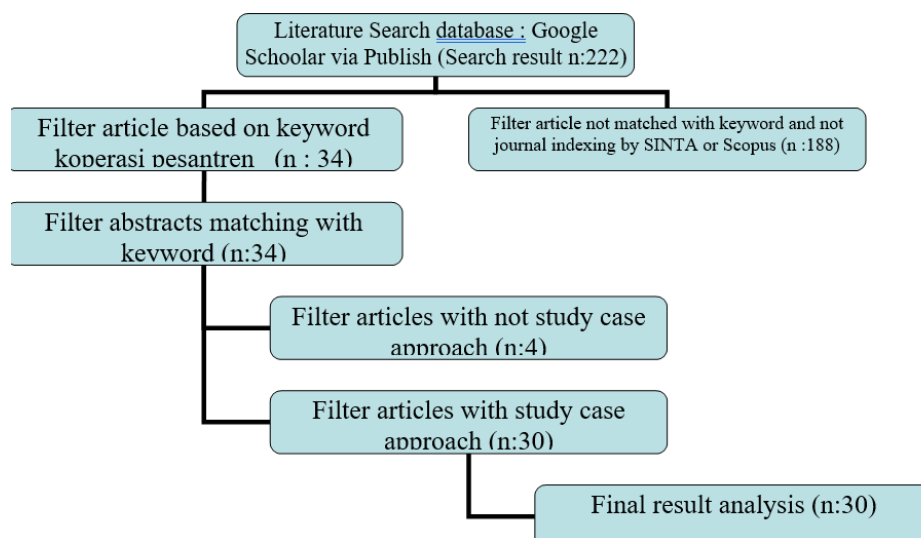 Literature Search database : Google
Schoolar via Publish (Search result n:222)
Filter article based on keyword
koperasi pesantren (n : 34)
Filter article not matched with keyword and not
journal indexing by SINTA or Scopus (n :188)
Filter abstracts matching with
keyword (n:34)
Filter articles with not study case
approach (n:4)
Filter articles with study case
approach (n:30)
Final result analysis (n:30)